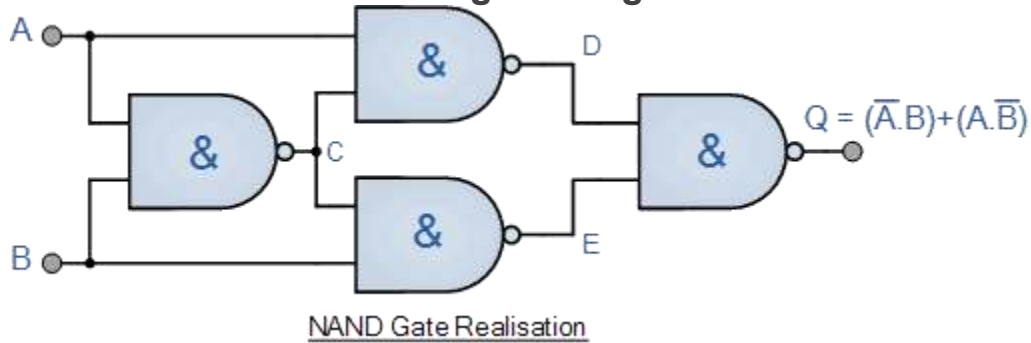 A
&
D
&
C
&
Q = (A̅.B)+(A.B̅)
&
B
E
NAND Gate Realisation